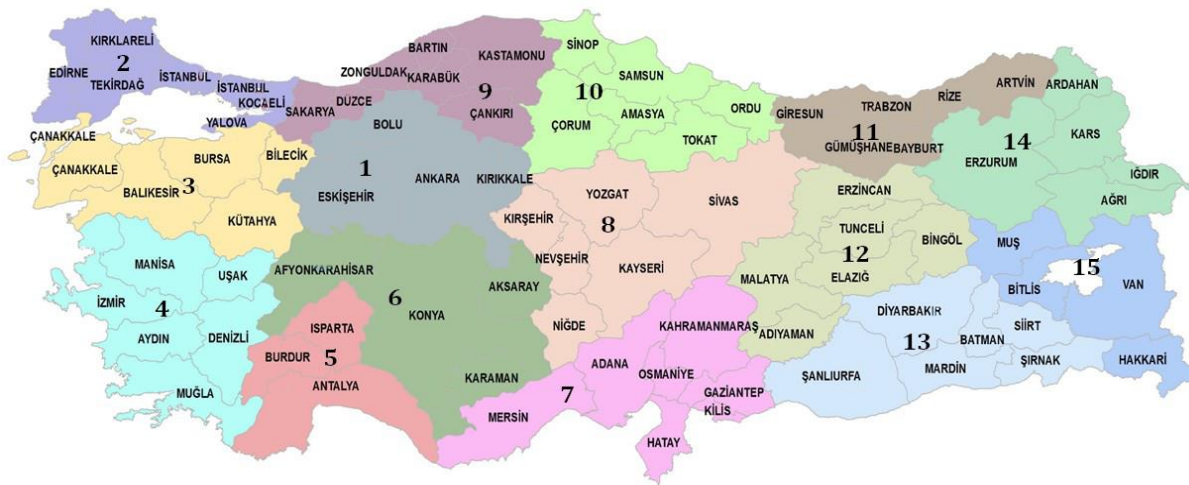 KIRKLARELİ
EDİRNE
2
TEKİRDAĞ
İSTANBUL
İSTANBUL
KOCAELİ
YALOVA
ÇANAKKALE
ÇANAKKALE
BURSA
BİLECİK
BALIKESİR
3
KÜTAHYA
MANİSA
UŞAK
İZMİR
4
AYDIN
DENİZLİ
MUĞLA
ISPARTA
BURDUR
5
ANTALYA
AFYONKARAHİSAR
6
KONYA
AKSARAY
KARAMAN
SAKARYA
DÜZCE
ZONGULDAK
BARTIN
KARABÜK
KASTAMONU
9
ÇANKIRI
BOLU
1
ESKİŞEHİR
ANKARA
KIRIKKALE
SİNOP
SAMSUN
10
ÇORUM
AMASYA
ORDU
TOKAT
YOZGAT
SİVAS
KIRŞEHİR
8
NEVŞEHİR
KAYSERİ
NİĞDE
MERSİN
7
ADANA
KAHRAMANMARAŞ
OSMANİYE
GAZİANTEP
KİLİS
HATAY
GİRESUN
TRABZON
RİZE
ARTVİN
11
GÜMÜŞHANE
BAYBURT
ERZİNCAN
TUNCELİ
BİNGÖL
12
MALATYA
ELAZIĞ
ADIYAMAN
ARDAHAN
14
KARS
ERZURUM
IĞDIR
AĞRI
MUŞ
15
BİTLİS
VAN
HAKKARİ
DİYARBAKIR
SİİRT
13
BATMAN
ŞANLIURFA
MARDİN
ŞIRNAK